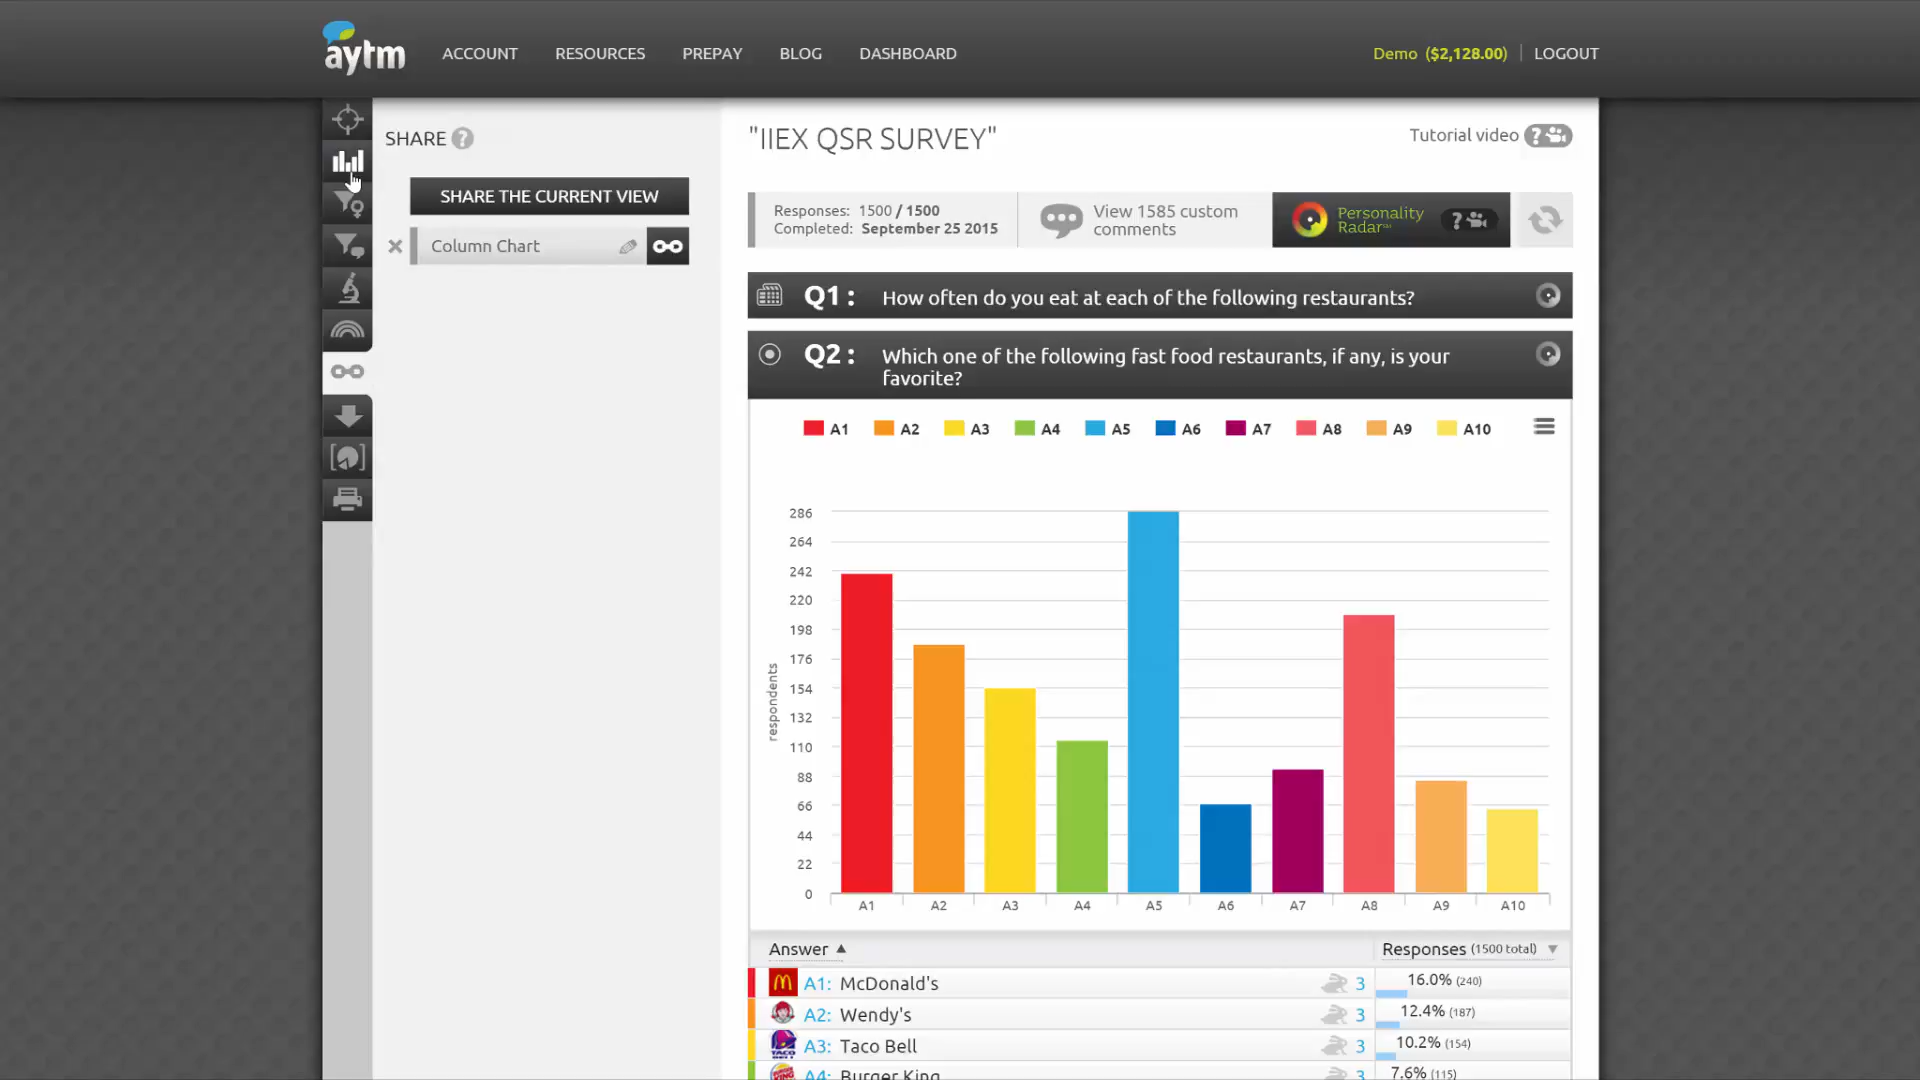 aytm
ACCOUNT
RESOURCES
PREPAY
BLOG
DASHBOARD
Demo ($2,128.00)
LOGOUT
SHARE ?
SHARE THE CURRENT VIEW
Column Chart
"IIEX QSR SURVEY"
Tutorial video ?
Responses: 1500 / 1500
Completed: September 25 2015
View 1585 custom
comments
Personality
Radar
?
Q1: How often do you eat at each of the following restaurants?
Q2: Which one of the following fast food restaurants, if any, is your
favorite?
A1 A2 A3 A4 A5 A6 A7 A8 A9 A10
286
264
242
220
198
176
154
132
110
88
66
44
22
0
respondents
A1 A2 A3 A4 A5 A6 A7 A8 A9 A10
Answer ▲
Responses (1500 total) ▼
A1: McDonald's 3 16.0% (240)
A2: Wendy's 3 12.4% (187)
A3: Taco Bell 3 10.2% (154)
A4: Burger King 3 7.6% (115)